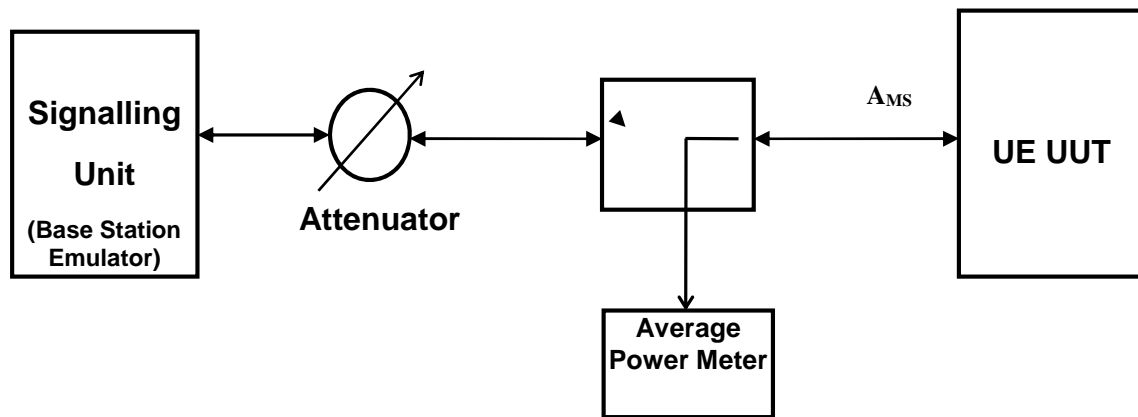 Signalling
Unit
(Base Station
Emulator)
Attenuator
Average
Power Meter
AMS
UE UUT